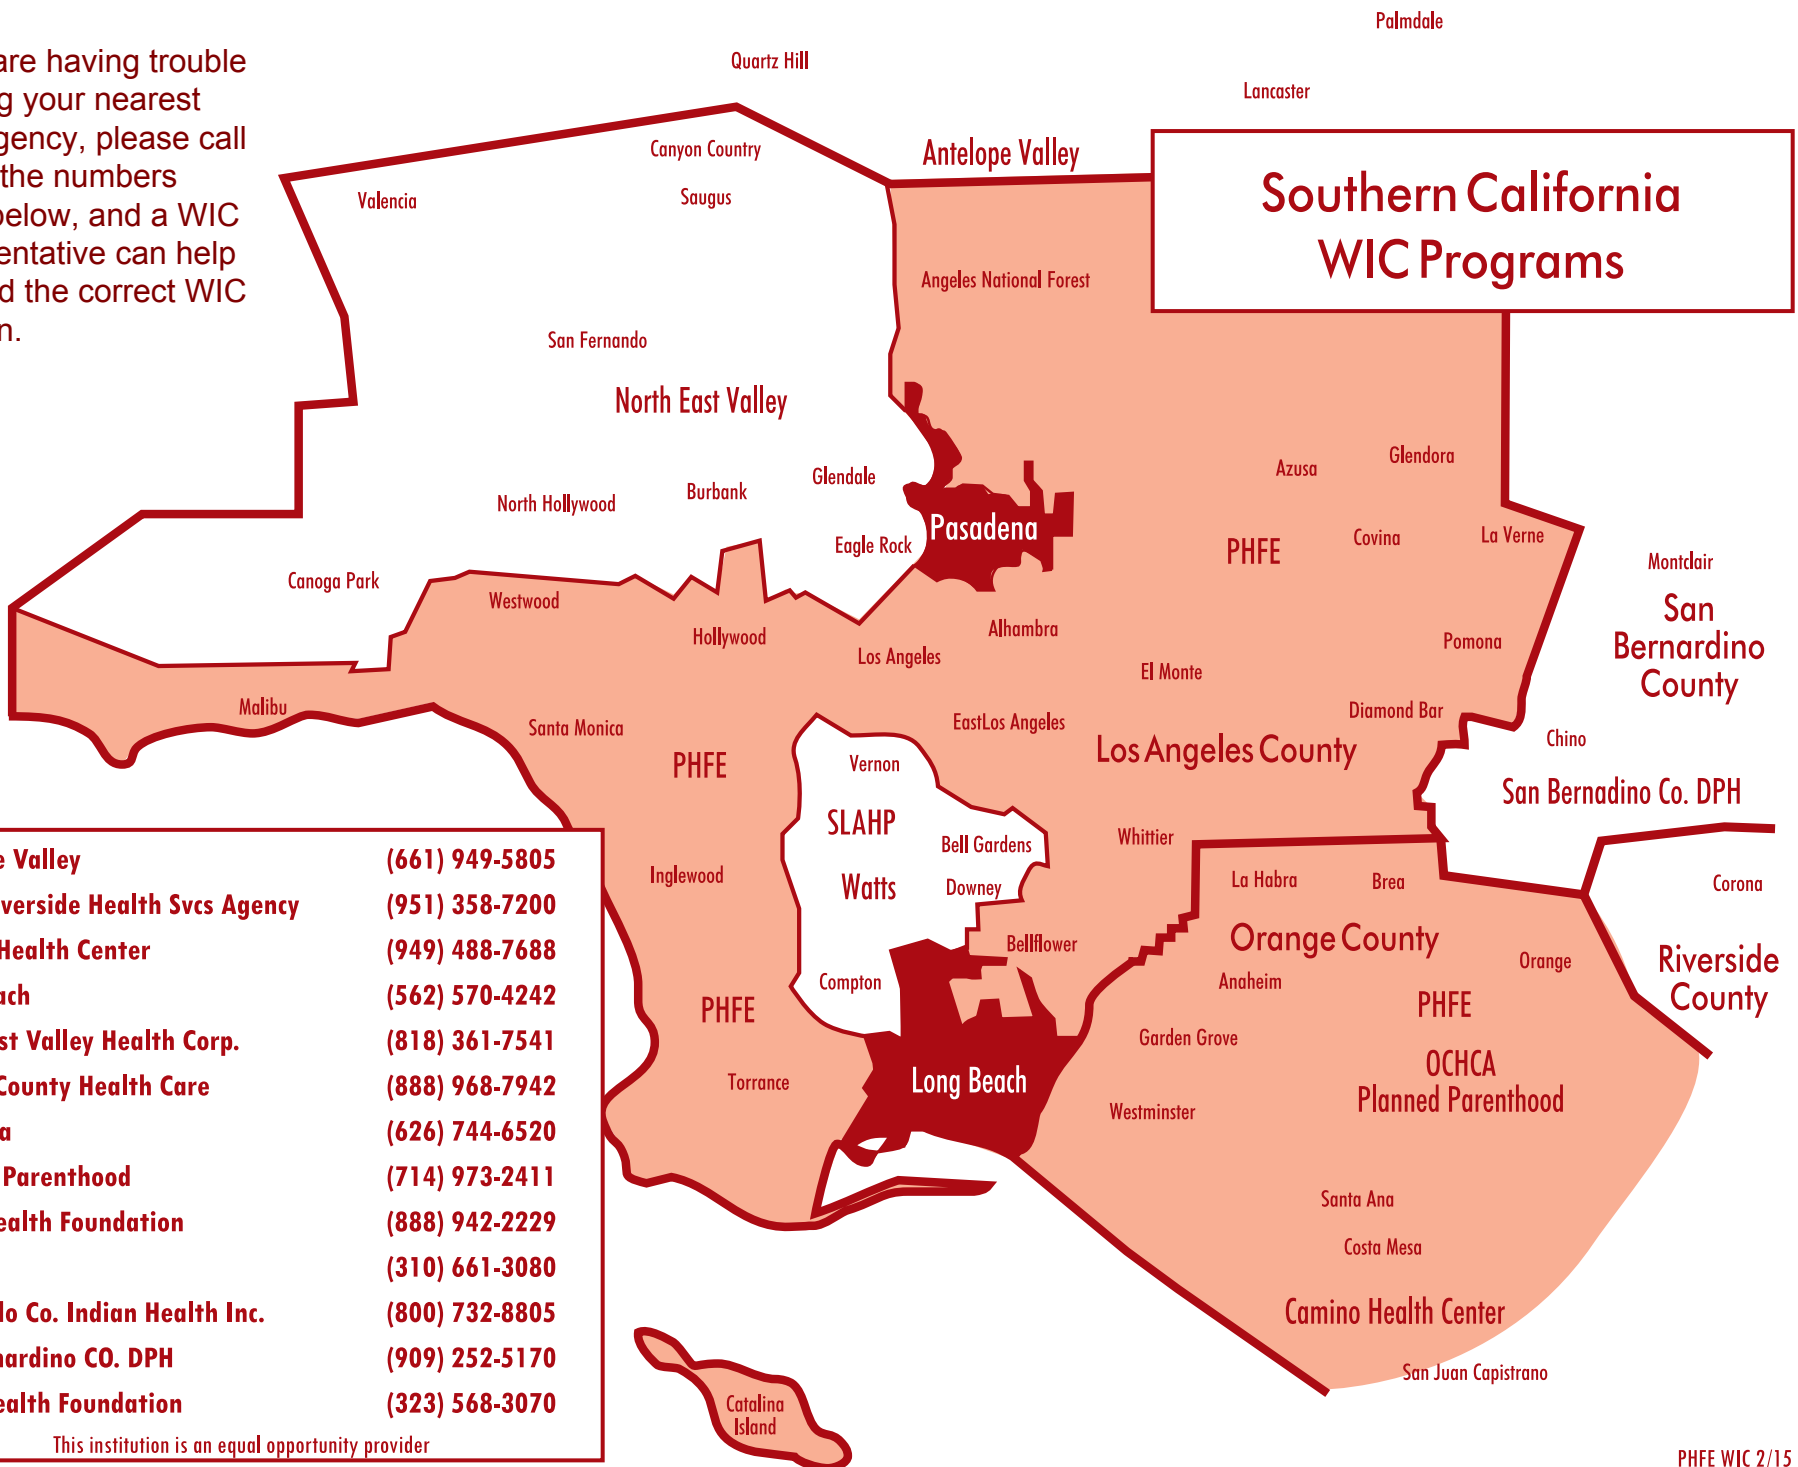 Palmdale
Quartz Hill
Lancaster
are having trouble
your nearest
please call
the numbers
below, and a WIC
can help
the correct WIC
Antelope Valley
Southern California
WIC Programs
Canyon Country
Valencia
Saugus
Angeles National Forest
San Fernando
North East Valley
Glendale
Burbank
North Hollywood
Eagle Rock
Pasadena
Azusa
Glendora
PHFE
Covina
La Verne
Montclair
San
Bernardino
County
Canoga Park
Westwood
Hollywood
Los Angeles
Alhambra
El Monte
Pomona
Malibu
Santa Monica
PHFE
EastLos Angeles
Diamond Bar
Los Angeles County
Chino
San Bernadino Co. DPH
Vernon
SLAHP
Watts
Bell Gardens
Downey
Whittier
Inglewood
Bellflower
Compton
PHFE
Torrance
Long Beach
La Habra
Brea
Corona
Orange County
Orange
Anaheim
Riverside
County
PHFE
Garden Grove
OCHCA
Planned Parenthood
Westminster
Santa Ana
Costa Mesa
Camino Health Center
San Juan Capistrano
Catalina
Island
Valley (661) 949-5805
Health Svcs Agency (951) 358-7200
Health Center (949) 488-7688
(562) 570-4242
Valley Health Corp. (818) 361-7541
County Health Care (888) 968-7942
(626) 744-6520
Parenthood (714) 973-2411
Foundation (888) 942-2229
(310) 661-3080
Co. Indian Health Inc. (800) 732-8805
CO. DPH (909) 252-5170
Foundation (323) 568-3070
This institution is an equal opportunity provider
PHFE WIC 2/15